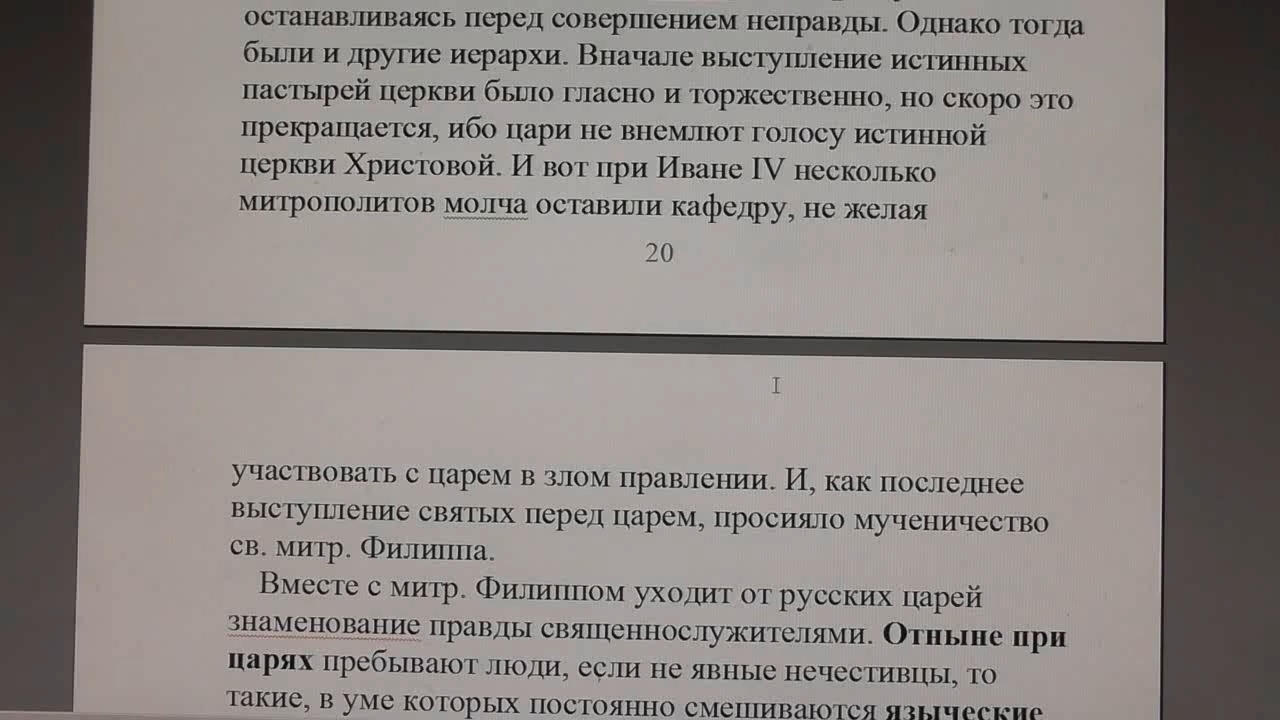 останавливаясь перед совершением неправды. Однако тогда
были и другие иерархи. Вначале выступление истинных
пастырей церкви было гласно и торжественно, но скоро это
прекращается, ибо цари не внемлют голосу истинной
церкви Христовой. И вот при Иване IV несколько
митрополитов молча оставили кафедру, не желая
20
участвовать с царем в злом правлении. И, как последнее
выступление святых перед царем, просияло мученичество
св. митр. Филиппа.
Вместе с митр. Филиппом уходит от русских царей
знаменование правды священнослужителями. Отныне при
царях пребывают люди, если не явные нечестивцы, то
такие, в уме которых постоянно смешиваются языческие